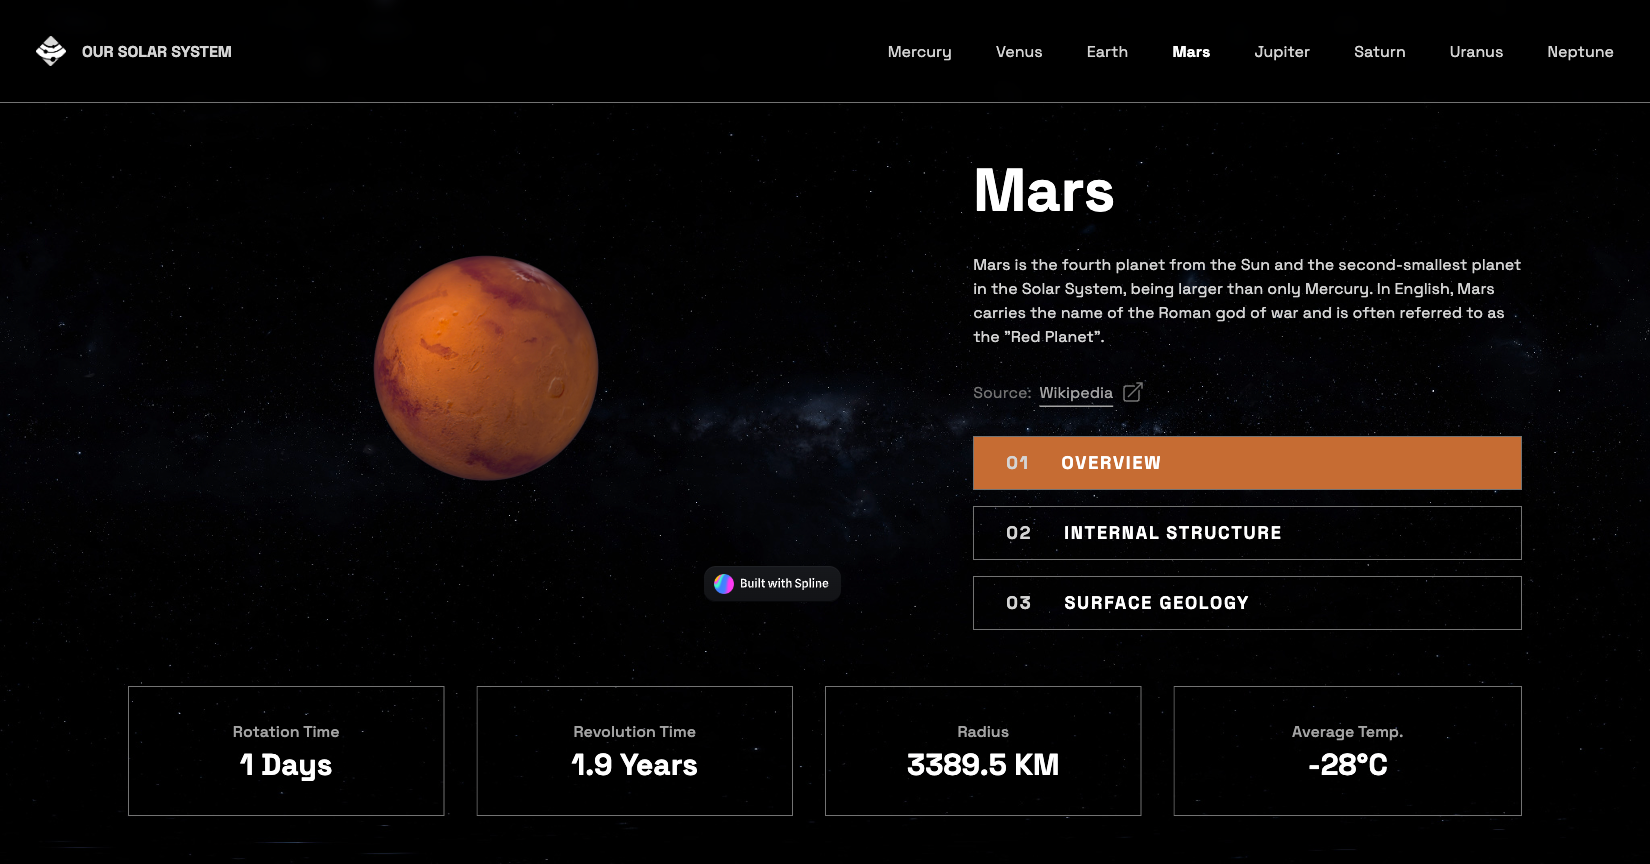 OUR SOLAR SYSTEM
Mercury Venus Earth Mars Jupiter Saturn Uranus Neptune
Mars
Mars is the fourth planet from the Sun and the second-smallest planet
in the Solar System, being larger than only Mercury. In English, Mars
carries the name of the Roman god of war and is often referred to as
the "Red Planet".
Source: Wikipedia
01 OVERVIEW
02 INTERNAL STRUCTURE
03 SURFACE GEOLOGY
Built with Spline
Rotation Time
1 Days
Revolution Time
1.9 Years
Radius
3389.5 KM
Average Temp.
-28°C